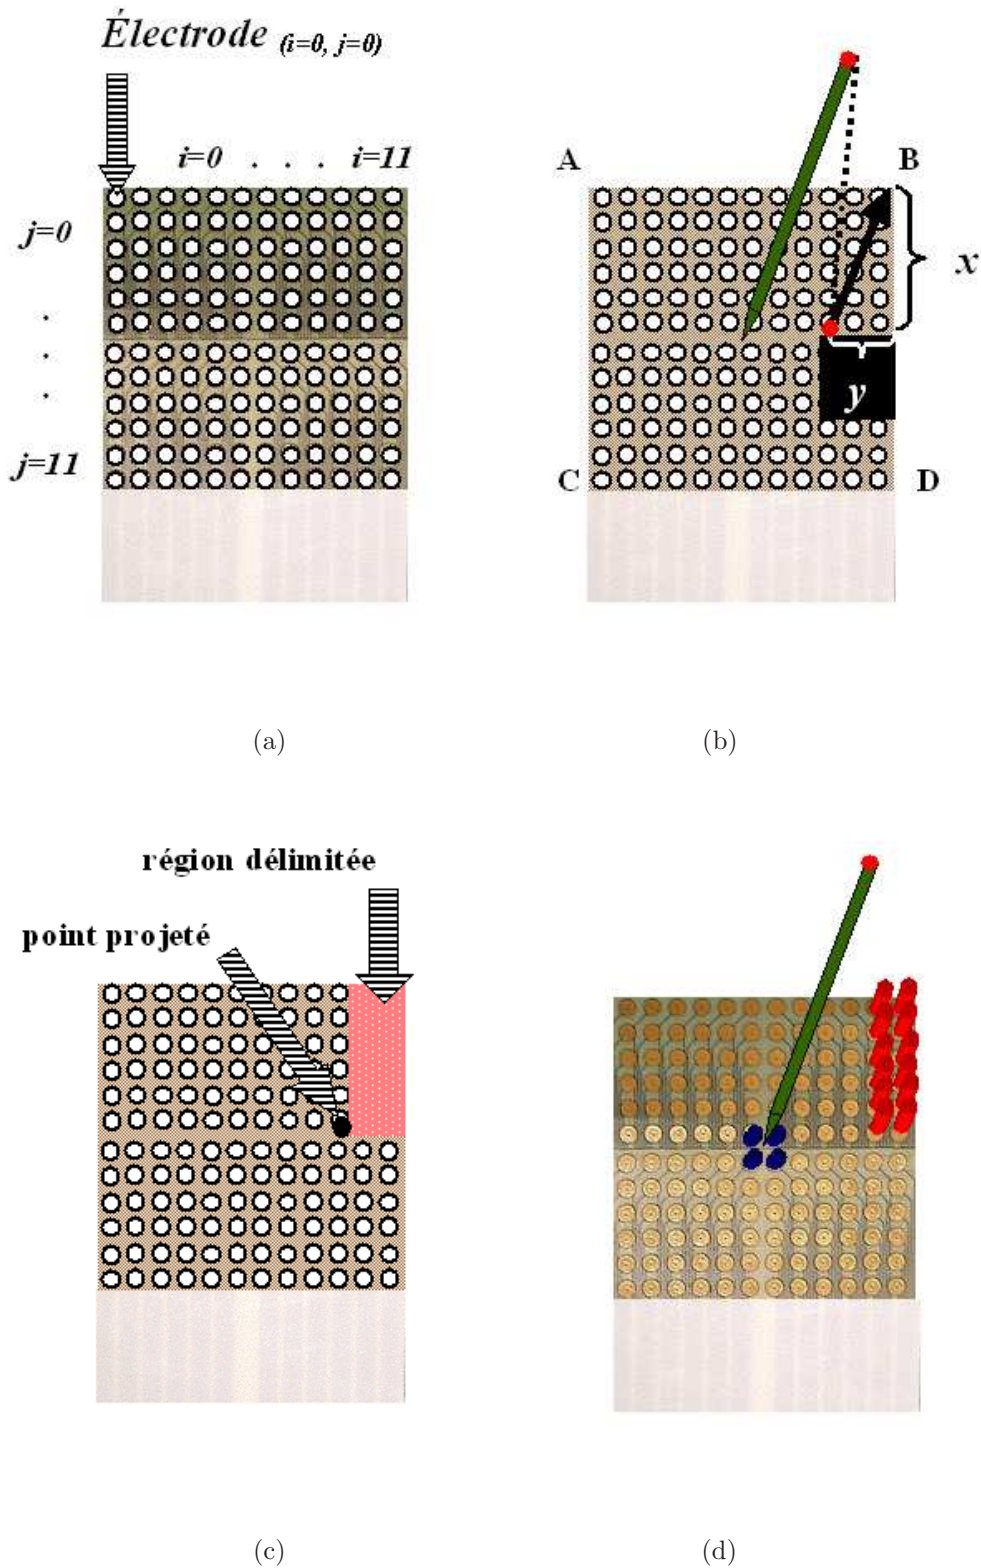 Électrode (i=0, j=0)
i=0 . . . i=11
j=0
.
.
.
j=11
A
B
x
y
C
D
(a)
(b)
région délimitée
point projeté
(c)
(d)